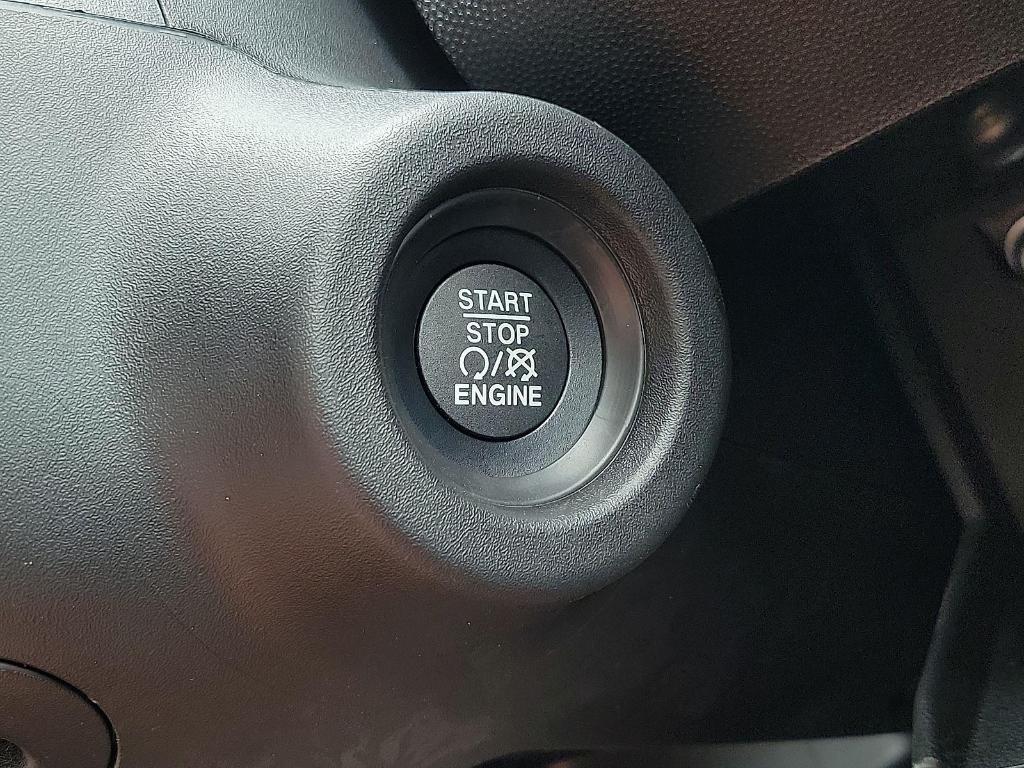 START
STOP
/
ENGINE